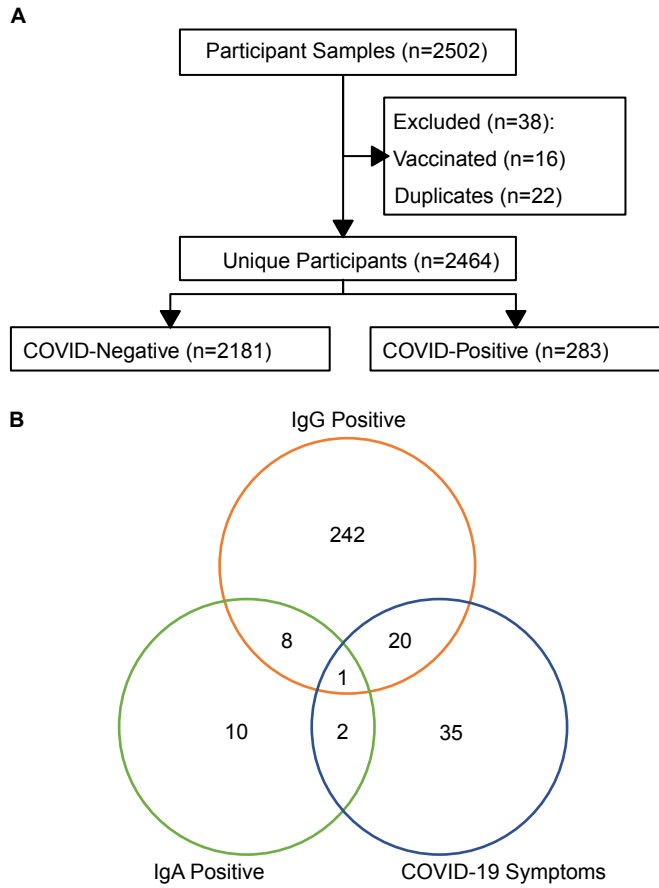 A
Participant Samples (n=2502)
Excluded (n=38):
Vaccinated (n=16)
Duplicates (n=22)
Unique Participants (n=2464)
COVID-Negative (n=2181)
COVID-Positive (n=283)
B
IgG Positive
242
8
20
1
10
2
35
IgA Positive
COVID-19 Symptoms